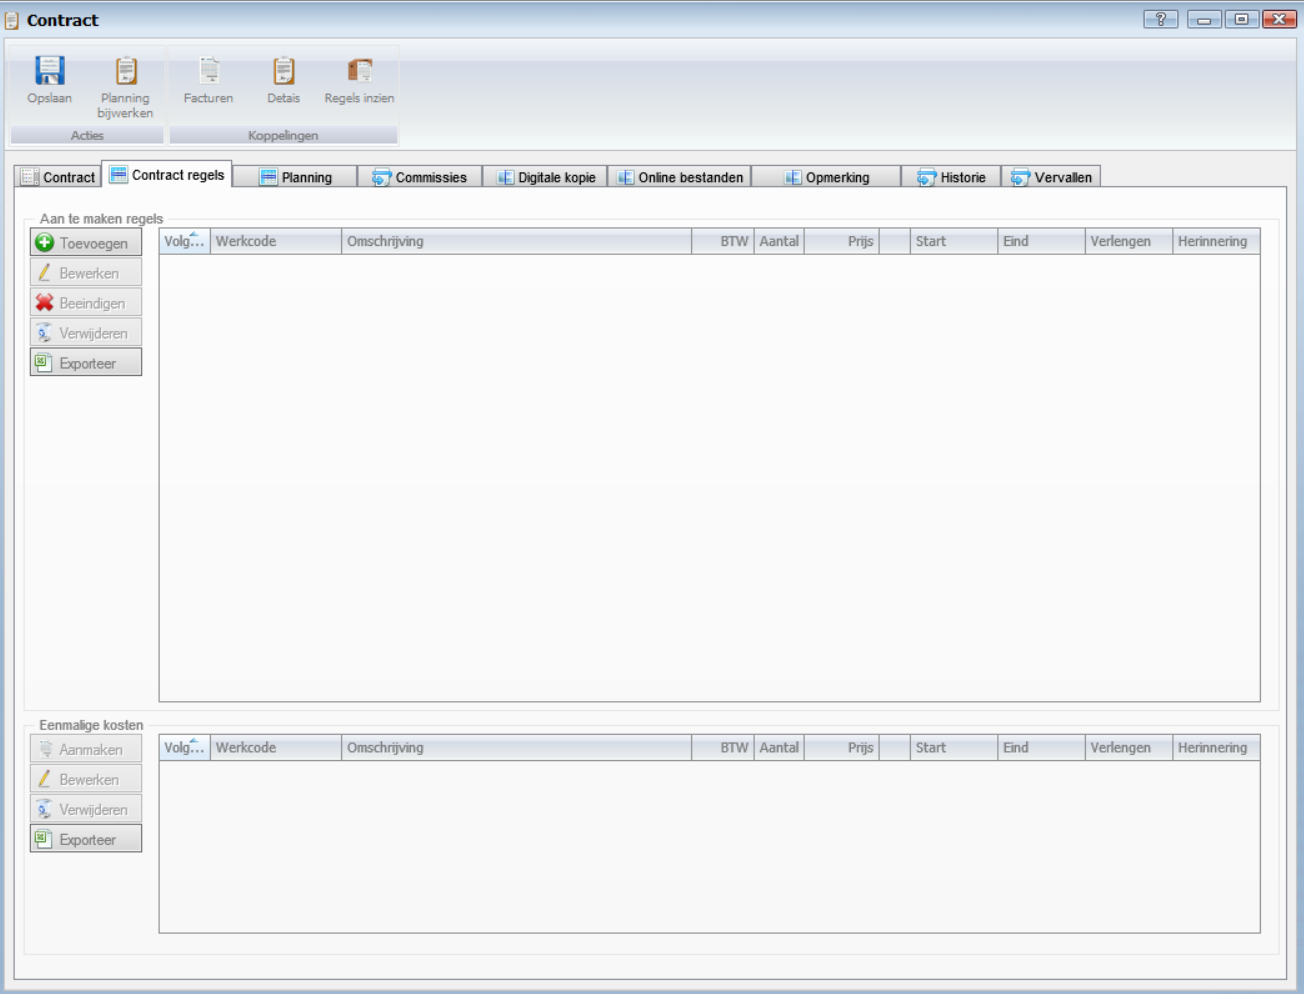 Contract
?
Opslaan
Planning
bijwerken
Facturen
Detais
Regels inzien
Acties
Koppelingen
Contract
Contract regels
Planning
Commissies
Digitale kopie
Online bestanden
Opmerking
Historie
Vervallen
Aan te maken regels
Toevoegen
Bewerken
Beeindigen
Verwijderen
Exporteer
Volg... Werkcode Omschrijving BTW Aantal Prijs Start Eind Verlengen Herinnering
Eenmalige kosten
Aanmaken
Bewerken
Verwijderen
Exporteer
Volg... Werkcode Omschrijving BTW Aantal Prijs Start Eind Verlengen Herinnering